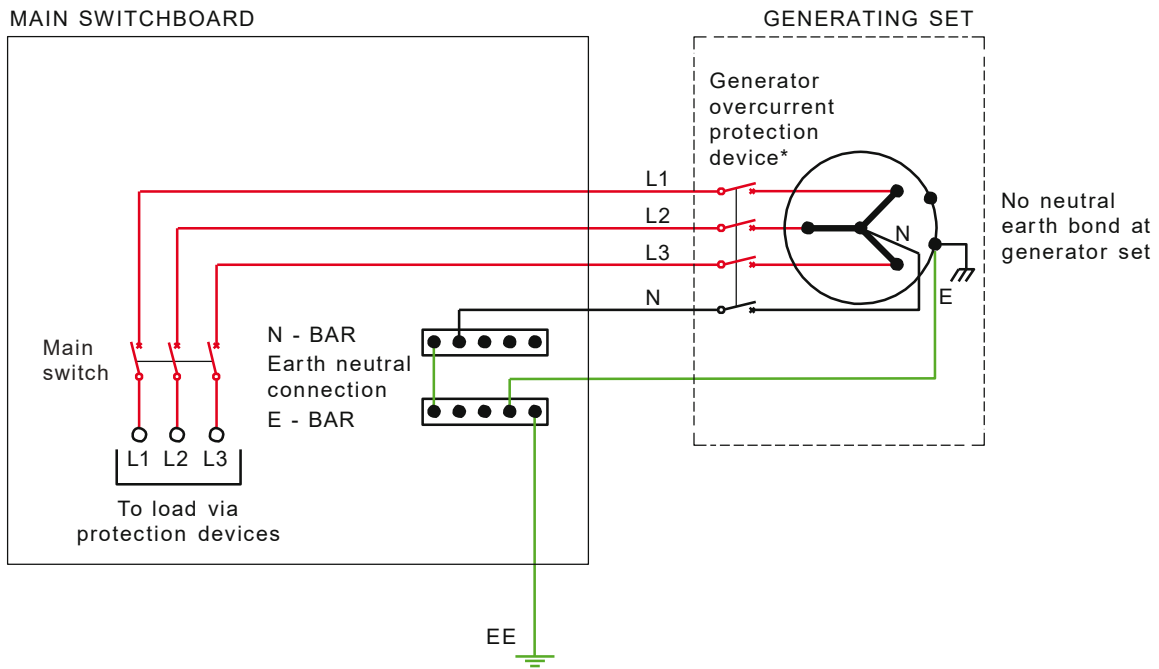 MAIN SWITCHBOARD
GENERATING SET
Generator
overcurrent
protection
device*
L1
L2
L3
N
N
E
No neutral
earth bond at
generator set
Main
switch
N - BAR
Earth neutral
connection
E - BAR
L1 L2 L3
To load via
protection devices
EE